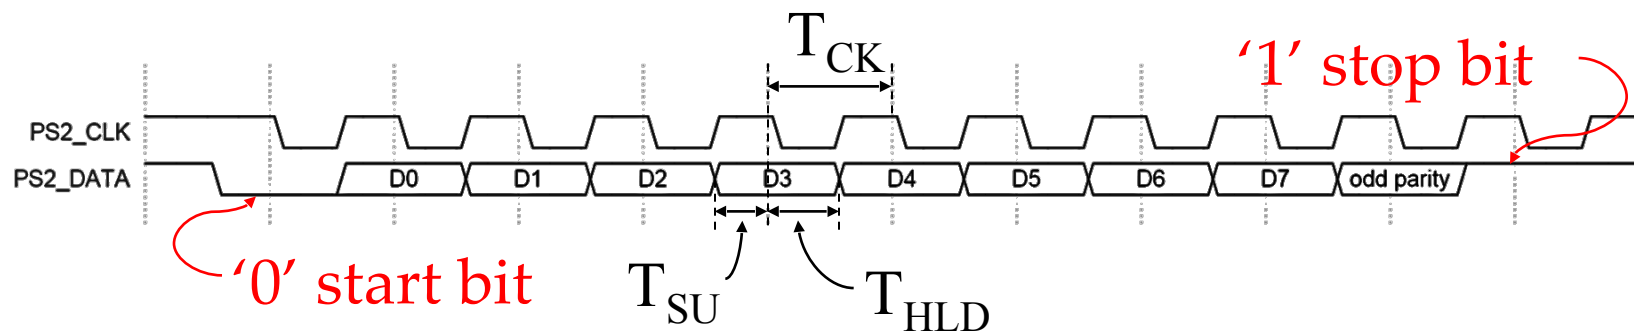 T_CK
‘1’ stop bit
PS2_CLK
PS2_DATA D0 D1 D2 D3 D4 D5 D6 D7 odd parity
‘0’ start bit
T_SU
T_HLD